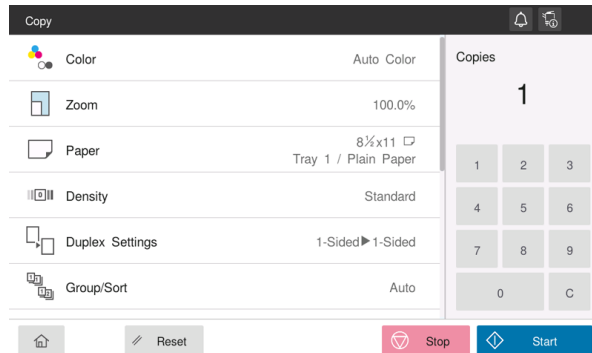 Copy
Color
Auto Color
Zoom
100.0%
Paper
8½x11
Tray 1 / Plain Paper
Density
Standard
Duplex Settings
1-Sided▶1-Sided
Group/Sort
Auto
Copies
1
1 2 3
4 5 6
7 8 9
0 C
Reset
Stop
Start